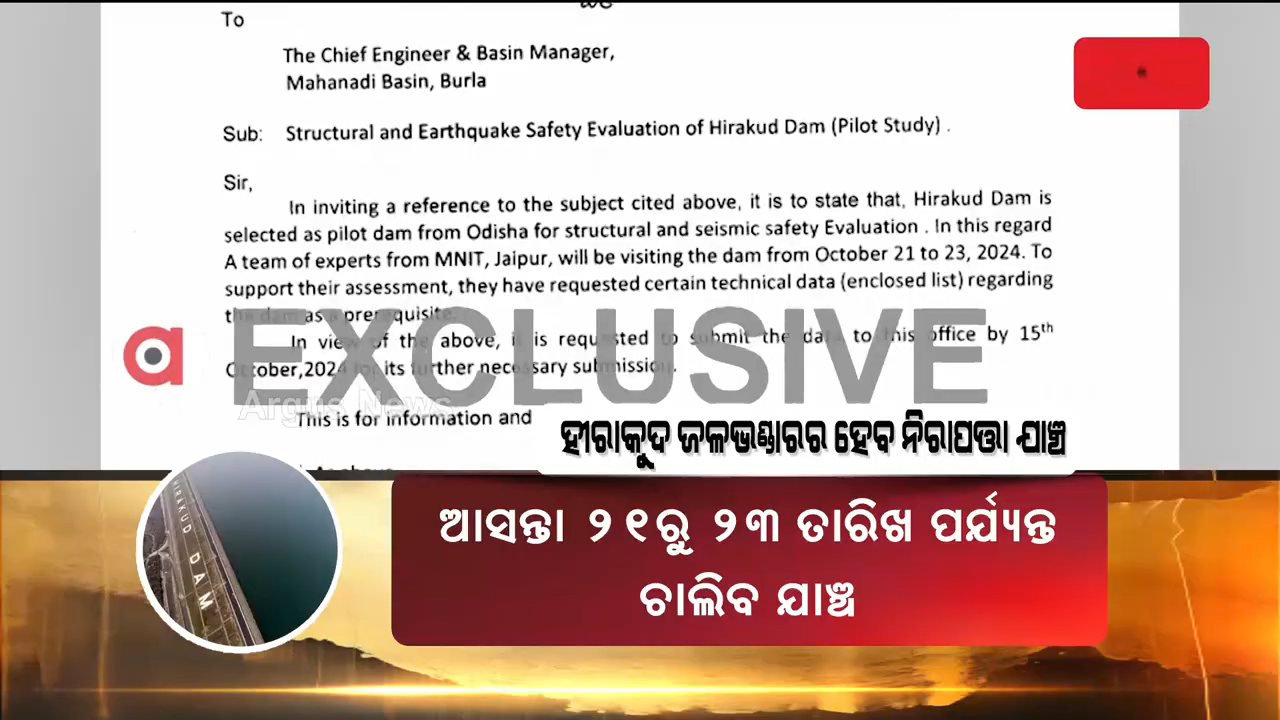 To
The Chief Engineer & Basin Manager,
Mahanadi Basin, Burla
Sub: Structural and Earthquake Safety Evaluation of Hirakud Dam (Pilot Study) .
Sir,
In inviting a reference to the subject cited above, it is to state that, Hirakud Dam is
selected as pilot dam from Odisha for structural and seismic safety Evaluation . In this regard
A team of experts from MNIT, Jaipur, will be visiting the dam from October 21 to 23, 2024. To
support their assessment, they have requested certain technical data (enclosed list) regarding
the dam as a prerequisite.
In view of the above, it is requested to submit the data to this office by 15th
October,2024 for its further necessary submission.
EXCLUSIVE
Argus News
This is for information and
ହୀରାକୁଦ ଜଳଭଣ୍ଡାରର ହେବ ନିରାପତ୍ତା ଯାଞ୍ଚ
HIRAKUD DAM
ଆସନ୍ତା ୨୧ରୁ ୨୩ ତାରିଖ ପର୍ଯ୍ୟନ୍ତ
ଚାଲିବ ଯାଞ୍ଚ